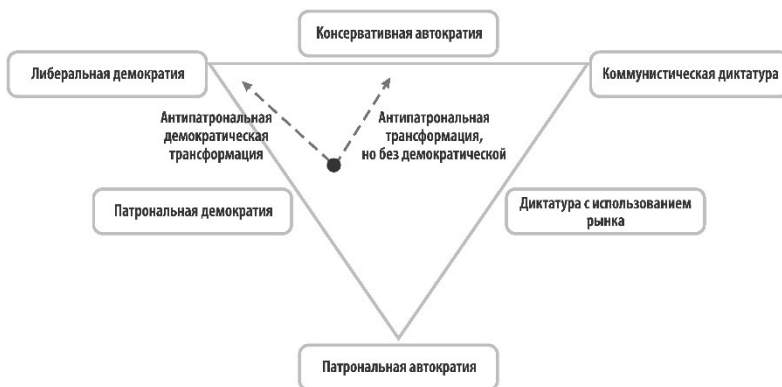 Консервативная автократия
Либеральная демократия
Коммунистическая диктатура
Антипатрональная
демократическая
трансформация
Антипатрональная
трансформация,
но без демократической
Патрональная демократия
Диктатура с использованием
рынка
Патрональная автократия